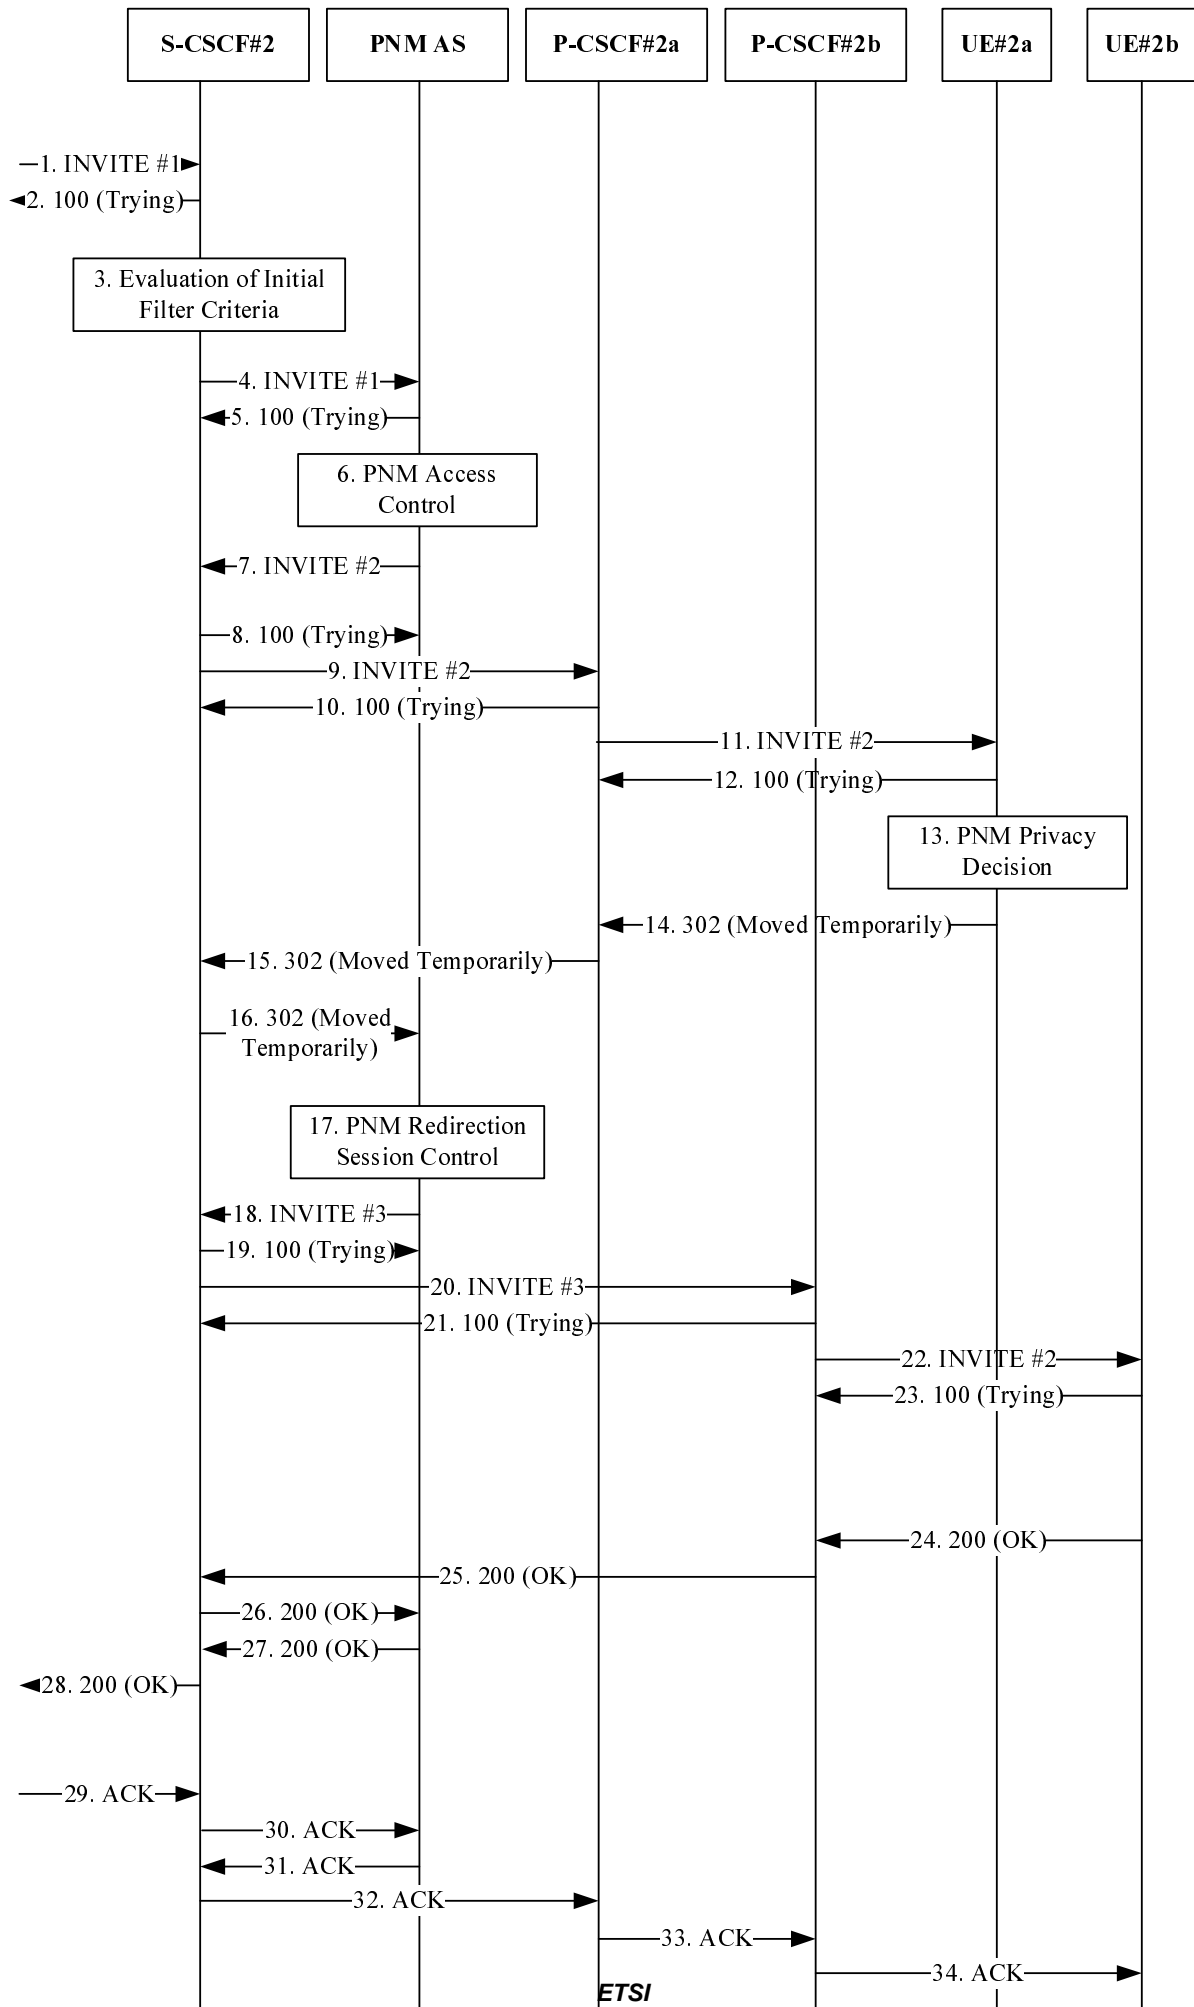 S-CSCF#2 PNM AS P-CSCF#2a P-CSCF#2b UE#2a UE#2b
1. INVITE #1
2. 100 (Trying)
3. Evaluation of Initial
Filter Criteria
4. INVITE #1
5. 100 (Trying)
6. PNM Access
Control
7. INVITE #2
8. 100 (Trying)
9. INVITE #2
10. 100 (Trying)
11. INVITE #2
12. 100 (Trying)
13. PNM Privacy
Decision
14. 302 (Moved Temporarily)
15. 302 (Moved Temporarily)
16. 302 (Moved
Temporarily)
17. PNM Redirection
Session Control
18. INVITE #3
19. 100 (Trying)
20. INVITE #3
21. 100 (Trying)
22. INVITE #2
23. 100 (Trying)
24. 200 (OK)
25. 200 (OK)
26. 200 (OK)
27. 200 (OK)
28. 200 (OK)
29. ACK
30. ACK
31. ACK
32. ACK
33. ACK
34. ACK
ETSI